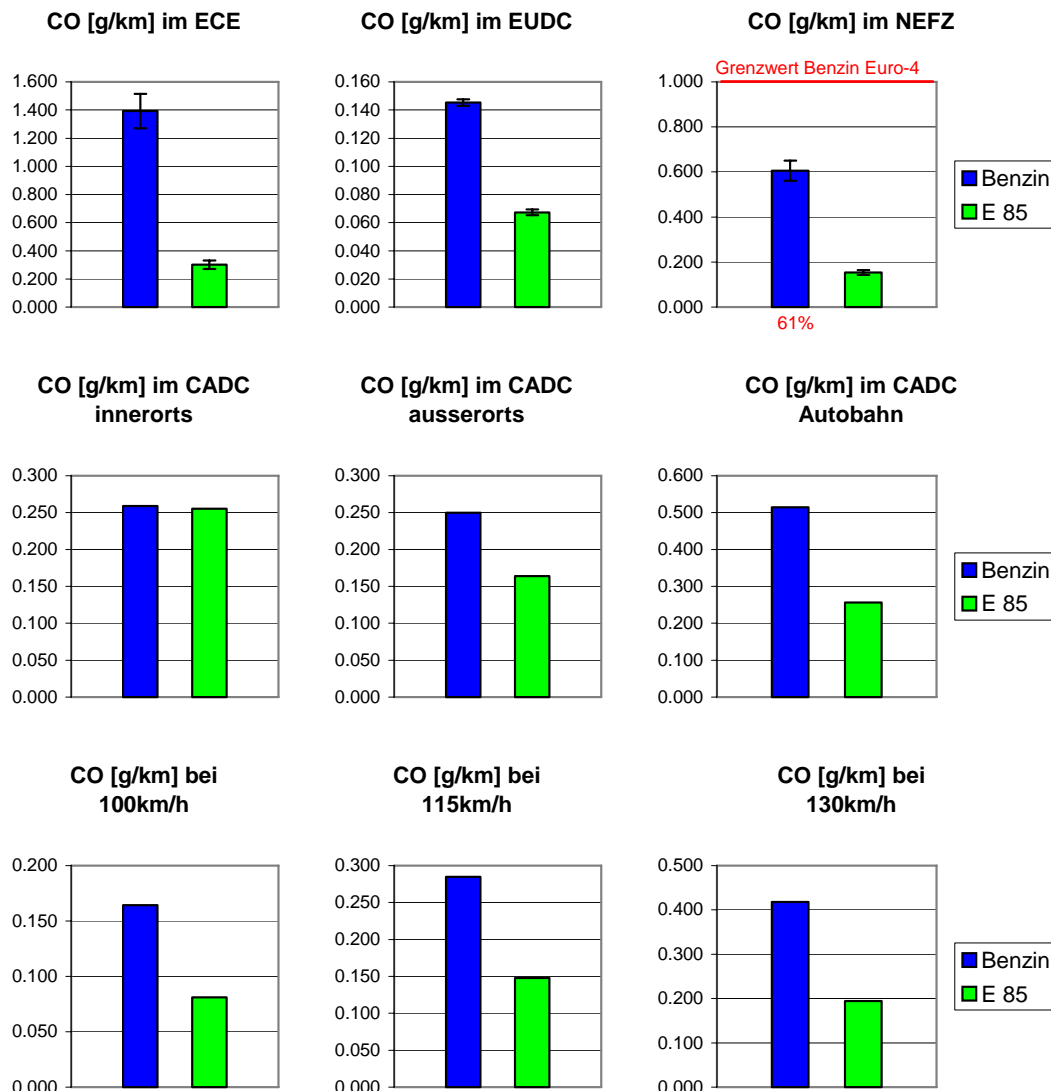 CO [g/km] im ECE
1.600
1.400
1.200
1.000
0.800
0.600
0.400
0.200
0.000
CO [g/km] im EUDC
0.160
0.140
0.120
0.100
0.080
0.060
0.040
0.020
0.000
CO [g/km] im NEFZ
Grenzwert Benzin Euro-4
1.000
0.800
0.600
0.400
0.200
0.000
61%
Benzin
E 85
CO [g/km] im CADC
innerorts
0.300
0.250
0.200
0.150
0.100
0.050
0.000
CO [g/km] im CADC
ausserorts
0.300
0.250
0.200
0.150
0.100
0.050
0.000
CO [g/km] im CADC
Autobahn
0.600
0.500
0.400
0.300
0.200
0.100
0.000
Benzin
E 85
CO [g/km] bei
100km/h
0.200
0.150
0.100
0.050
0.000
CO [g/km] bei
115km/h
0.300
0.250
0.200
0.150
0.100
0.050
0.000
CO [g/km] bei
130km/h
0.500
0.400
0.300
0.200
0.100
0.000
Benzin
E 85